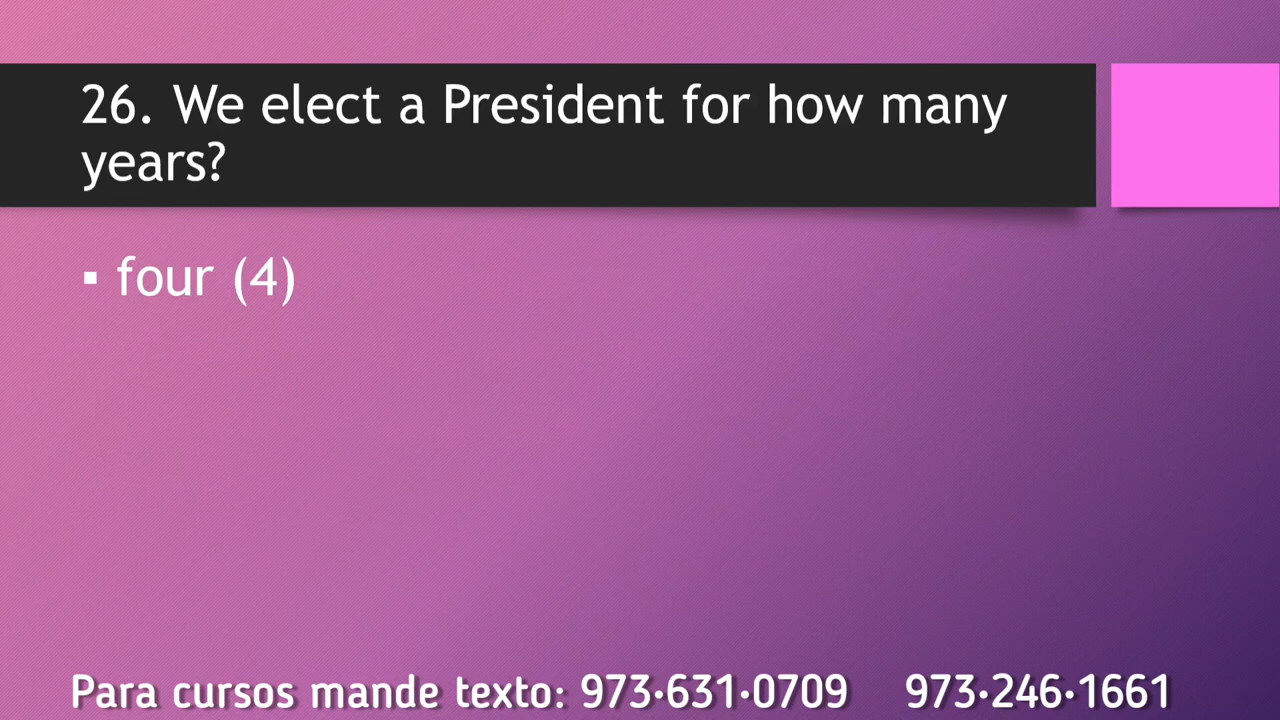 26. We elect a President for how many
years?
▪ four (4)
Para cursos mande texto: 973·631·0709 973·246·1661